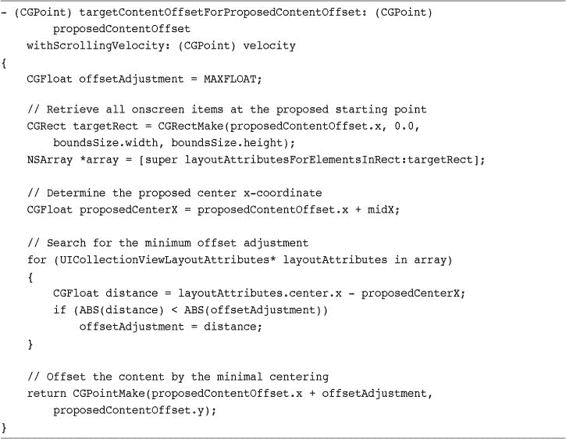 - (CGPoint) targetContentOffsetForProposedContentOffset: (CGPoint)
proposedContentOffset
withScrollingVelocity: (CGPoint) velocity
{
CGFloat offsetAdjustment = MAXFLOAT;
// Retrieve all onscreen items at the proposed starting point
CGRect targetRect = CGRectMake(proposedContentOffset.x, 0.0,
boundsSize.width, boundsSize.height);
NSArray *array = [super layoutAttributesForElementsInRect:targetRect];
// Determine the proposed center x-coordinate
CGFloat proposedCenterX = proposedContentOffset.x + midX;
// Search for the minimum offset adjustment
for (UICollectionViewLayoutAttributes* layoutAttributes in array)
{
CGFloat distance = layoutAttributes.center.x - proposedCenterX;
if (ABS(distance) < ABS(offsetAdjustment))
offsetAdjustment = distance;
}
// Offset the content by the minimal centering
return CGPointMake(proposedContentOffset.x + offsetAdjustment,
proposedContentOffset.y);
}